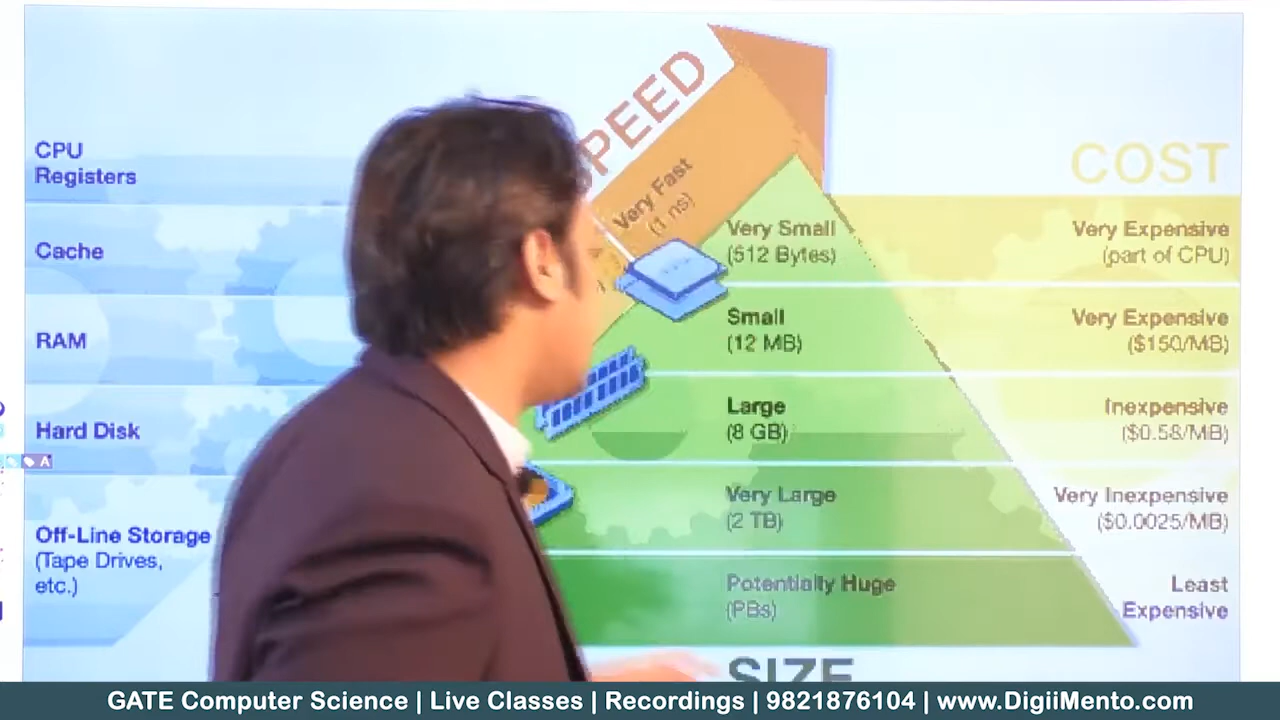 CPU
Registers
Cache
RAM
Hard Disk
Off-Line Storage
(Tape Drives,
etc.)
PEED
Very Fast
(1 ns)
COST
Very Small
(512 Bytes)
Small
(12 MB)
Large
(8 GB)
Very Large
(2 TB)
Potentially Huge
(PBs)
Very Expensive
(part of CPU)
Very Expensive
($150/MB)
Inexpensive
($0.58/MB)
Very Inexpensive
($0.0025/MB)
Least
Expensive
SIZE
A
GATE Computer Science | Live Classes | Recordings | 9821876104 | www.DigiiMento.com